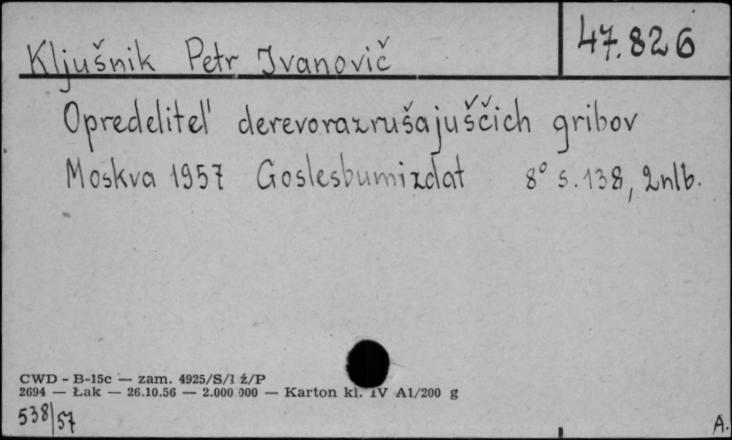 47.826
Kljušnik Petr Ivanovič
Opredelitel' derevorazrušajuščich gribov
Moskva 1957 Goslesbumizdat 8° s.138, 2nlb.
CWD - B-15c — zam. 4925/S/1 ż/P
2694 — Łak — 26.10.56 — 2.000 000 — Karton kl. IV A1/200 g
538/57
A.